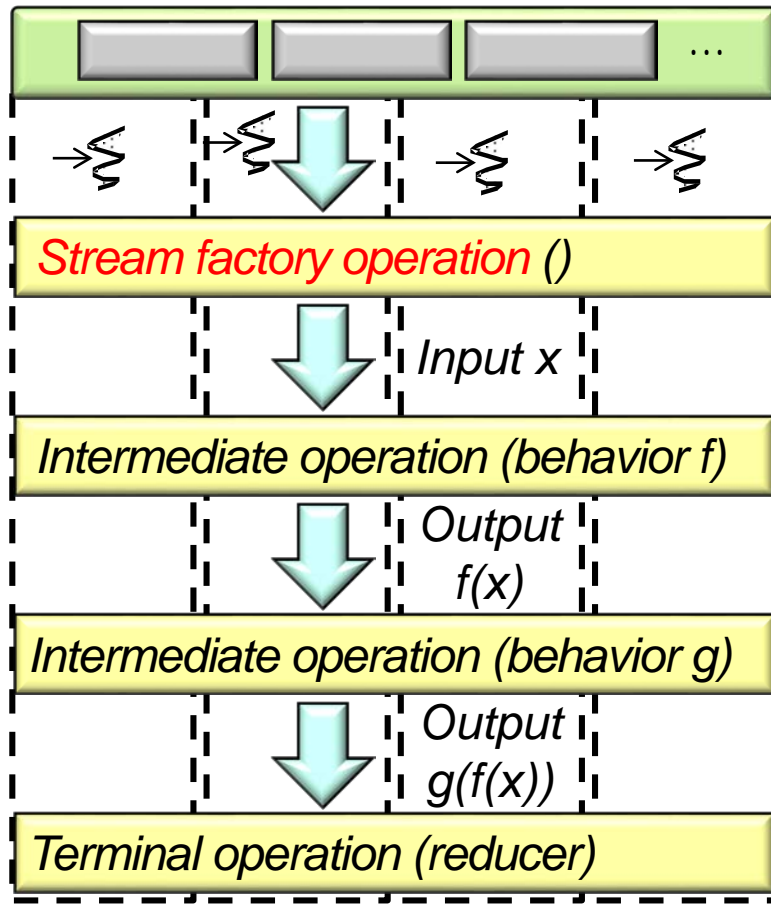 ...
Stream factory operation ()
Input x
Intermediate operation (behavior f)
Output
f(x)
Intermediate operation (behavior g)
Output
g(f(x))
Terminal operation (reducer)